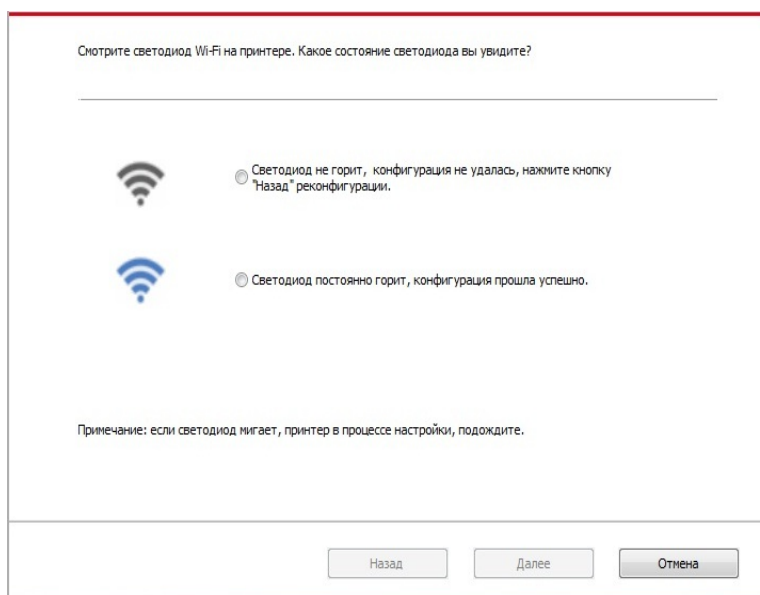 Смотрите светодиод Wi-Fi на принтере. Какое состояние светодиода вы увидите?
Светодиод не горит, конфигурация не удалась, нажмите кнопку
"Назад" реконфигурации.
Светодиод постоянно горит, конфигурация прошла успешно.
Примечание: если светодиод мигает, принтер в процессе настройки, подождите.
Назад
Далее
Отмена